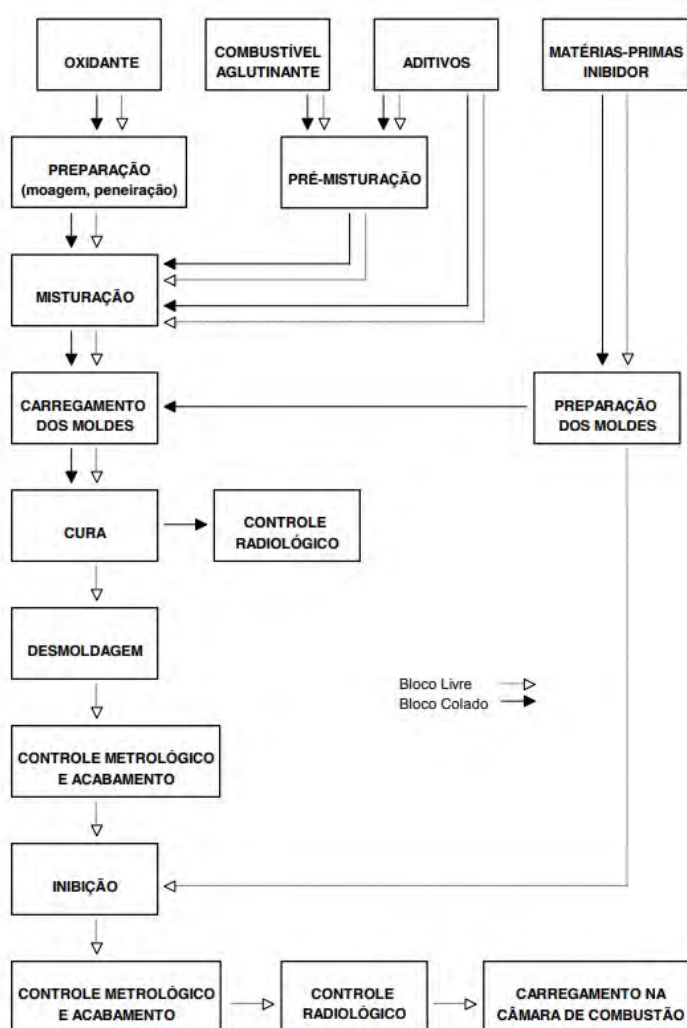 OXIDANTE
COMBUSTÍVEL
AGLUTINANTE
ADITIVOS
MATÉRIAS-PRIMAS
INIBIDOR
PREPARAÇÃO
(moagem, peneiração)
PRÉ-MISTURAÇÃO
MISTURAÇÃO
CARREGAMENTO
DOS MOLDES
PREPARAÇÃO
DOS MOLDES
CURA
CONTROLE
RADIOLÓGICO
DESMOLDAGEM
Bloco Livre
Bloco Colado
CONTROLE METROLÓGICO
E ACABAMENTO
INIBIÇÃO
CONTROLE METROLÓGICO
E ACABAMENTO
CONTROLE
RADIOLÓGICO
CARREGAMENTO NA
CÂMARA DE COMBUSTÃO